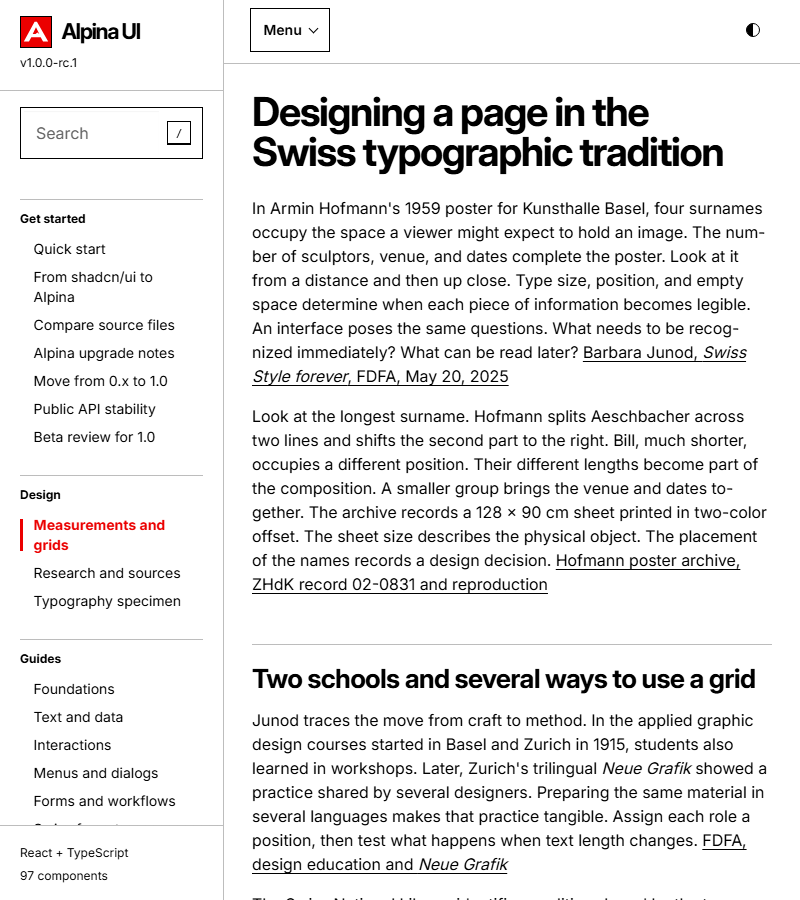 Alpina UI
v1.0.0-rc.1
Search
/
Get started
Quick start
From shadcn/ui to
Alpina
Compare source files
Alpina upgrade notes
Move from 0.x to 1.0
Public API stability
Beta review for 1.0
Design
Measurements and
grids
Research and sources
Typography specimen
Guides
Foundations
Text and data
Interactions
Menus and dialogs
Forms and workflows
React + TypeScript
97 components
Menu
Designing a page in the
Swiss typographic tradition
In Armin Hofmann's 1959 poster for Kunsthalle Basel, four surnames
occupy the space a viewer might expect to hold an image. The num-
ber of sculptors, venue, and dates complete the poster. Look at it
from a distance and then up close. Type size, position, and empty
space determine when each piece of information becomes legible.
An interface poses the same questions. What needs to be recog-
nized immediately? What can be read later? Barbara Junod, Swiss
Style forever, FDFA, May 20, 2025
Look at the longest surname. Hofmann splits Aeschbacher across
two lines and shifts the second part to the right. Bill, much shorter,
occupies a different position. Their different lengths become part of
the composition. A smaller group brings the venue and dates to-
gether. The archive records a 128 × 90 cm sheet printed in two-color
offset. The sheet size describes the physical object. The placement
of the names records a design decision. Hofmann poster archive,
ZHdK record 02-0831 and reproduction
Two schools and several ways to use a grid
Junod traces the move from craft to method. In the applied graphic
design courses started in Basel and Zurich in 1915, students also
learned in workshops. Later, Zurich's trilingual Neue Grafik showed a
practice shared by several designers. Preparing the same material in
several languages makes that practice tangible. Assign each role a
position, then test what happens when text length changes. FDFA,
design education and Neue Grafik